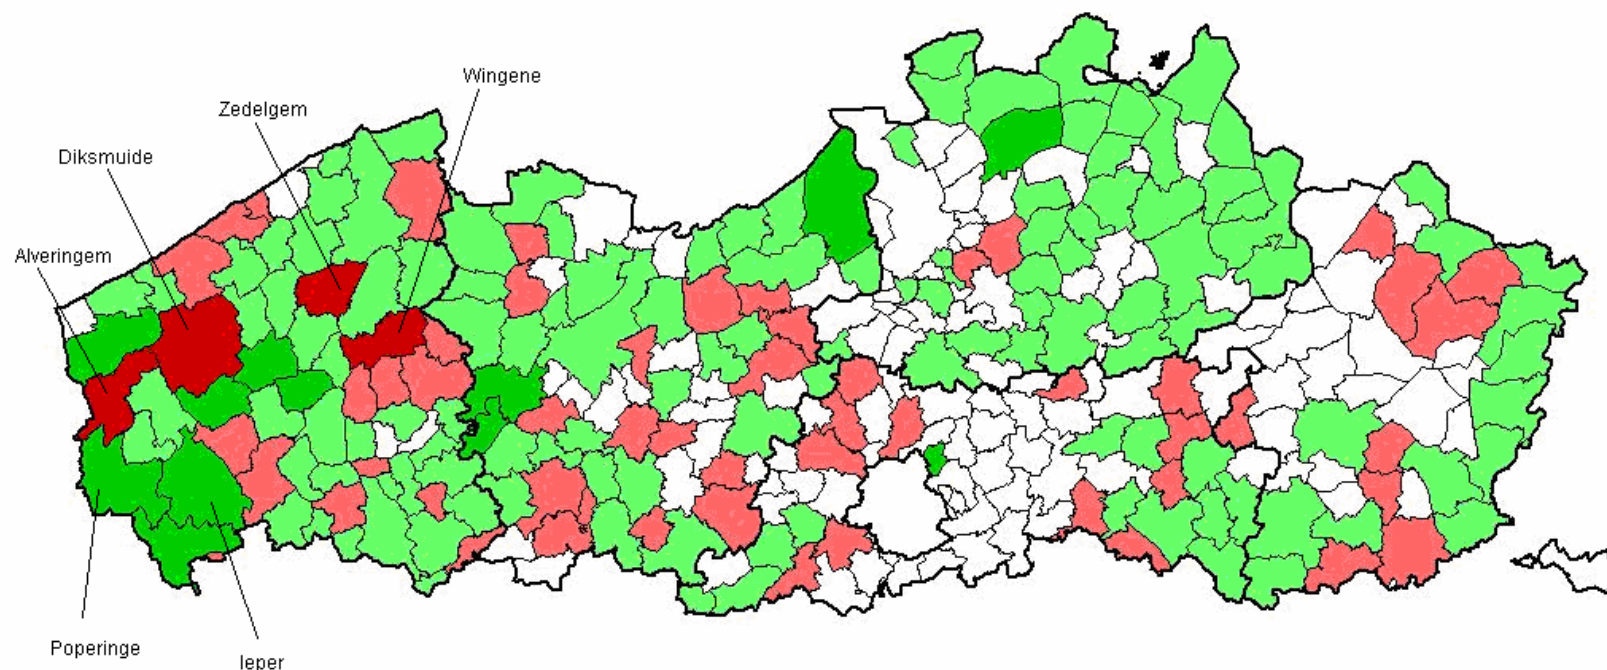 Wingene
Zedelgem
Diksmuide
Alveringem
Poperinge
Ieper